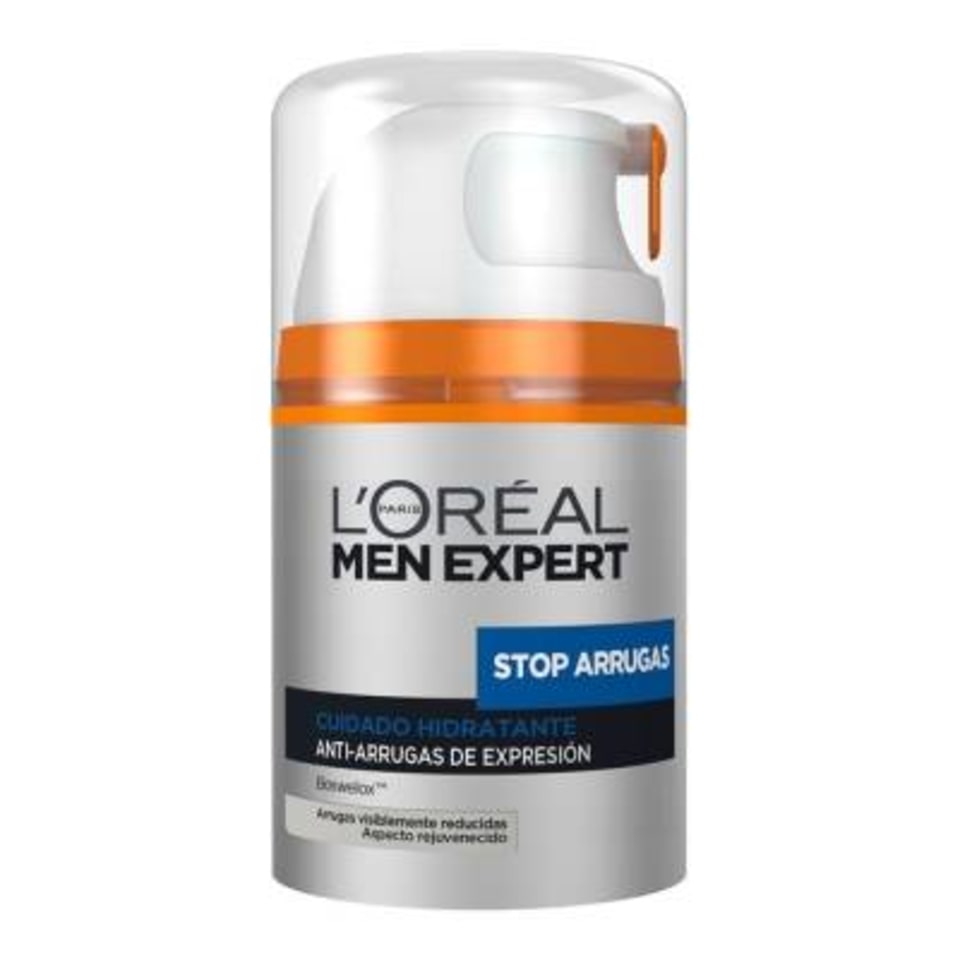 L'ORÉAL
PARIS
MEN EXPERT
STOP ARRUGAS
CUIDADO HIDRATANTE
ANTI-ARRUGAS DE EXPRESIÓN
Boswelox™
Arrugas visiblemente reducidas
Aspecto rejuvenecido